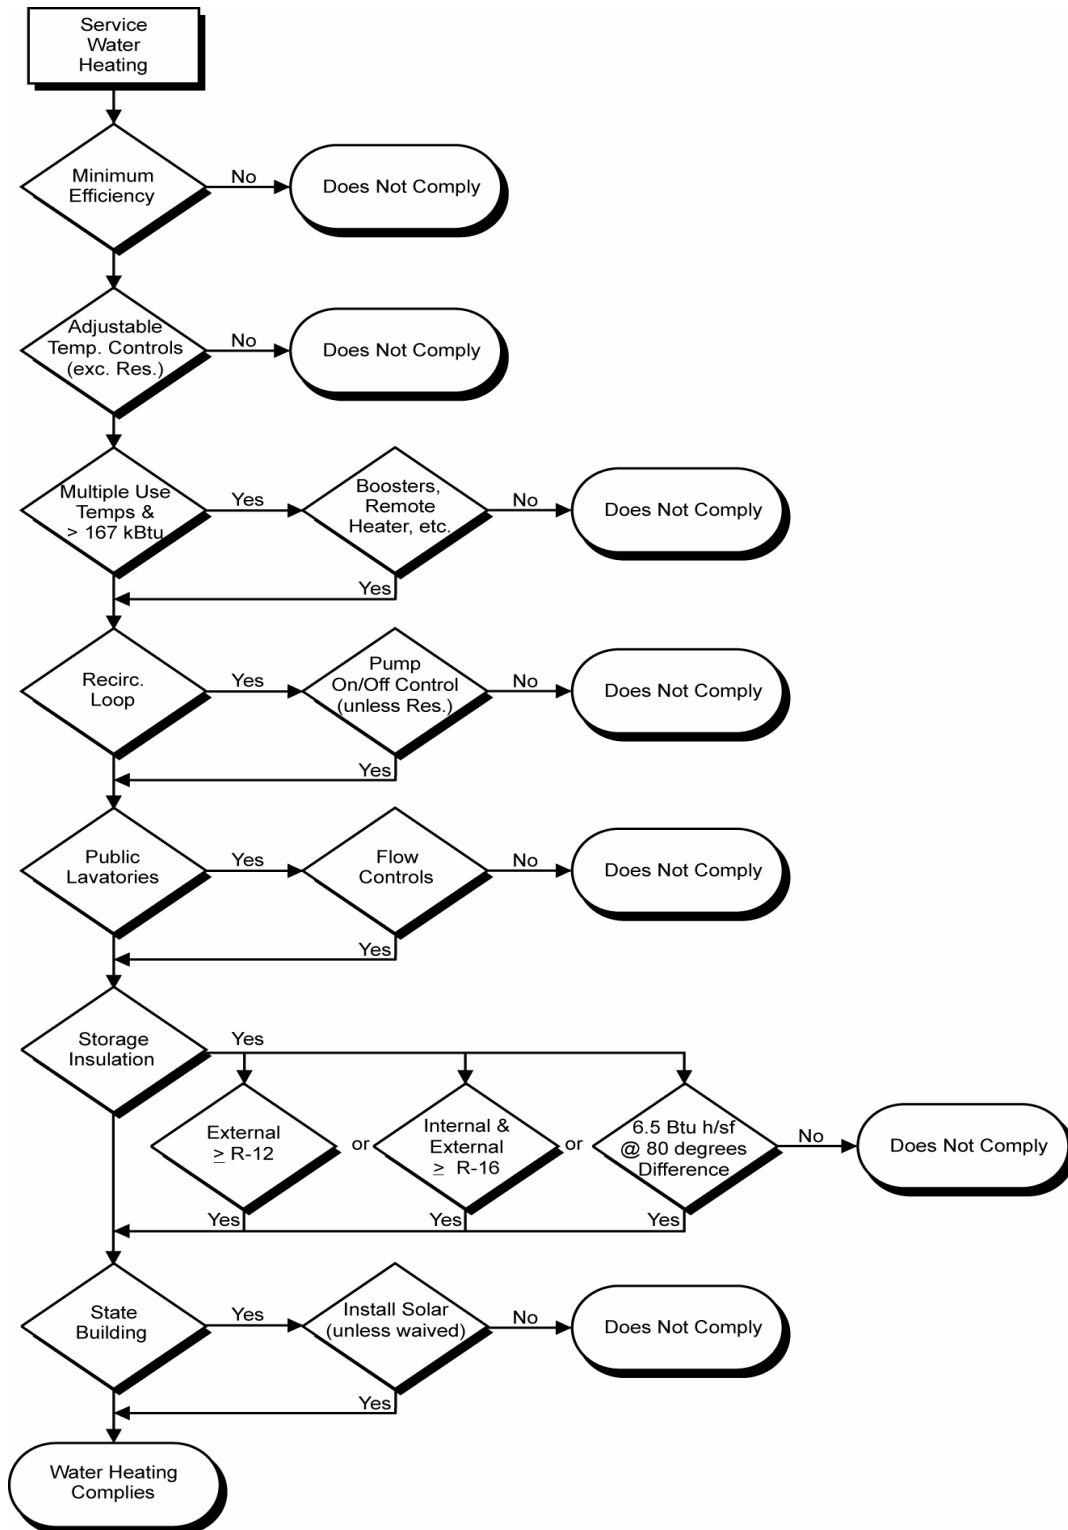 Service
Water
Heating
Minimum
Efficiency
No
Does Not Comply
Adjustable
Temp. Controls
(exc. Res.)
No
Does Not Comply
Multiple Use
Temps &
> 167 kBtu
Yes
Boosters,
Remote
Heater, etc.
No
Does Not Comply
Yes
Recirc.
Loop
Yes
Pump
On/Off Control
(unless Res.)
No
Does Not Comply
Yes
Public
Lavatories
Yes
Flow
Controls
No
Does Not Comply
Yes
Storage
Insulation
Yes
External
≥ R-12
or
Internal &
External
≥ R-16
or
6.5 Btu h/sf
@ 80 degrees
Difference
No
Does Not Comply
Yes
Yes
Yes
State
Building
Yes
Install Solar
(unless waived)
No
Does Not Comply
Yes
Water Heating
Complies